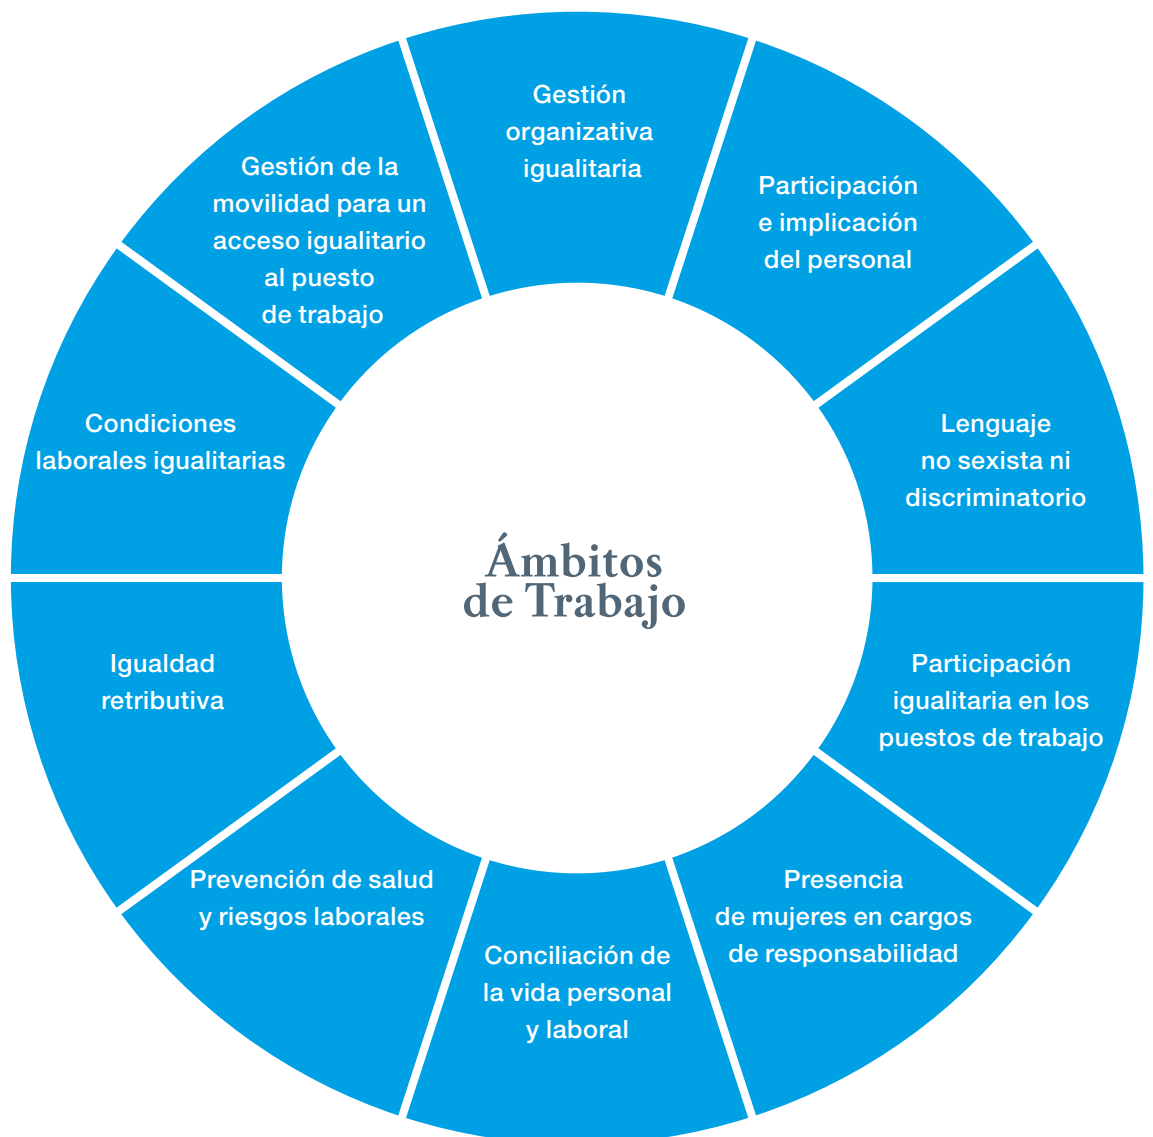 Gestión
organizativa
igualitaria
Participación
e implicación
del personal
Lenguaje
no sexista ni
discriminatorio
Participación
igualitaria en los
puestos de trabajo
Presencia
de mujeres en cargos
de responsabilidad
Conciliación de
la vida personal
y laboral
Prevención de salud
y riesgos laborales
Igualdad
retributiva
Condiciones
laborales igualitarias
Gestión de la
movilidad para un
acceso igualitario
al puesto
de trabajo
Ámbitos
de Trabajo